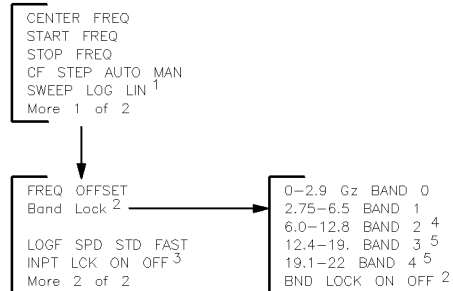 CENTER FREQ
START FREQ
STOP FREQ
CF STEP AUTO MAN
SWEEP LOG LIN 1
More 1 of 2
FREQ OFFSET
Band Lock 2
LOGF SPD STD FAST
INPT LCK ON OFF 3
More 2 of 2
0-2.9 Gz BAND 0
2.75-6.5 BAND 1
6.0-12.8 BAND 2 4
12.4-19. BAND 3 5
19.1-22 BAND 4 5
BND LOCK ON OFF 2